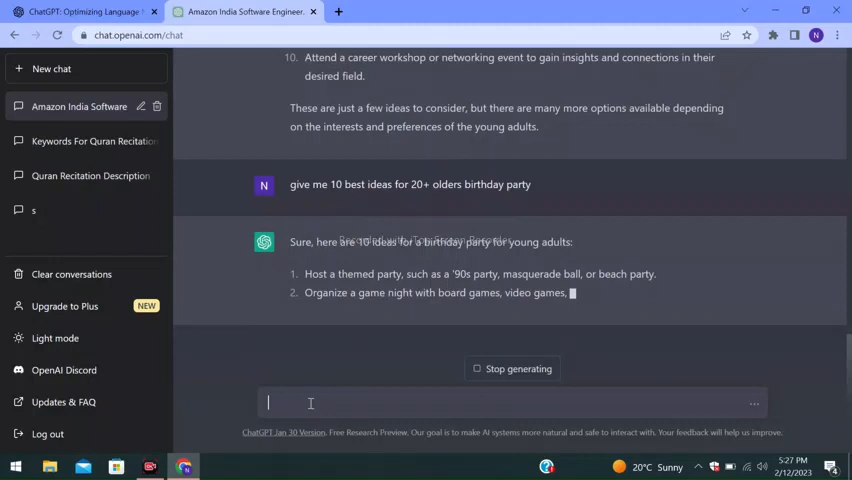 ChatGPT: Optimizing Language
Amazon India Software Engineer.
chat.openai.com/chat
N
New chat
10. Attend a career workshop or networking event to gain insights and connections in their
desired field.
Amazon India Software
These are just a few ideas to consider, but there are many more options available depending
on the interests and preferences of the young adults.
Keywords For Quran Recitation
Quran Recitation Description
N
give me 10 best ideas for 20+ olders birthday party
s
Sure, here are 10 ideas for a birthday party for young adults:
Recorded with iTop Screen Recorder
Clear conversations
1. Host a themed party, such as a '90s party, masquerade ball, or beach party.
2. Organize a game night with board games, video games,
Upgrade to Plus
NEW
Light mode
OpenAI Discord
Stop generating
Updates & FAQ
Log out
ChatGPT Jan 30 Version. Free Research Preview. Our goal is to make AI systems more natural and safe to interact with. Your feedback will help us improve.
20°C Sunny
5:27 PM
2/12/2023
4